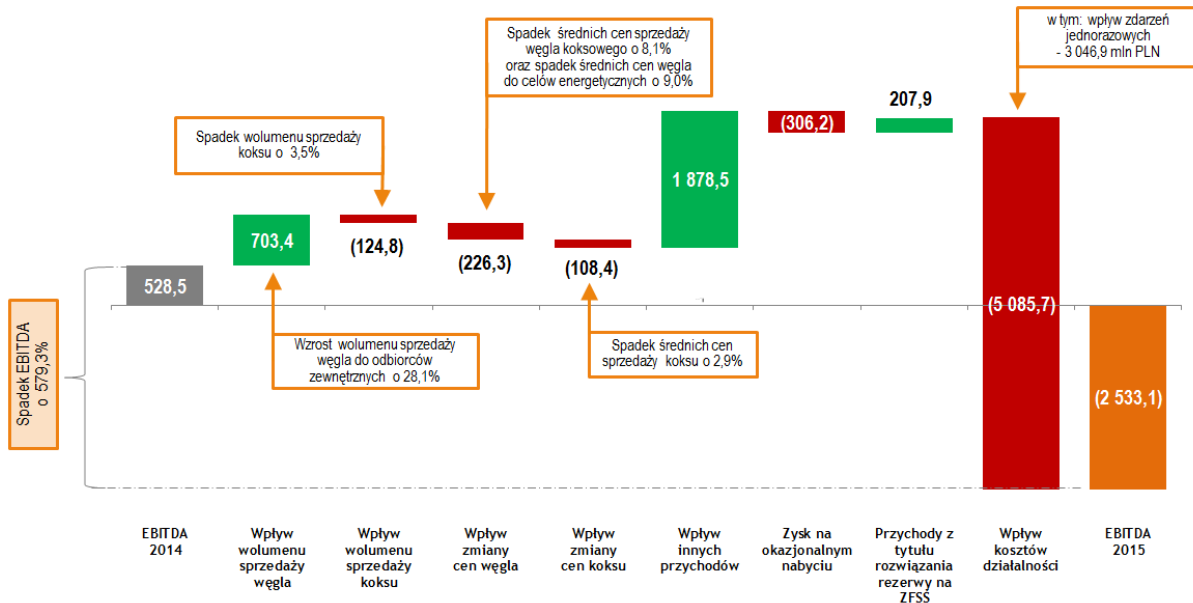 Spadek średnich cen sprzedaży
węgla koksowego o 8,1%
oraz spadek średnich cen węgla
do celów energetycznych o 9,0%
w tym: wpływ zdarzeń
jednorazowych
- 3 046,9 mln PLN
Spadek wolumenu sprzedaży
koksu o 3,5%
528,5
703,4
(124,8)
(226,3)
(108,4)
1 878,5
(306,2)
207,9
(5 085,7)
(2 533,1)
Wzrost wolumenu sprzedaży
węgla do odbiorców
zewnętrznych o 28,1%
Spadek średnich cen
sprzedaży koksu o 2,9%
Spadek EBITDA
o 579,3%
EBITDA
2014
Wpływ
wolumenu
sprzedaży
węgla
Wpływ
wolumenu
sprzedaży
koksu
Wpływ
zmiany
cen węgla
Wpływ
zmiany
cen koksu
Wpływ
innych
przychodów
Zysk na
okazjonalnym
nabyciu
Przychody z
tytułu
rozwiązania
rezerwy na
ZFŚS
Wpływ
kosztów
działalności
EBITDA
2015